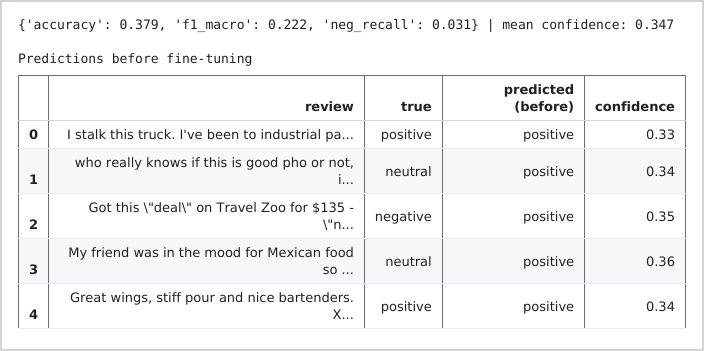 {'accuracy': 0.379, 'f1_macro': 0.222, 'neg_recall': 0.031} | mean confidence: 0.347
Predictions before fine-tuning
review true predicted (before) confidence
0 I stalk this truck. I've been to industrial pa... positive positive 0.33
1 who really knows if this is good pho or not, i... neutral positive 0.34
2 Got this \"deal\" on Travel Zoo for $135 - \"n... negative positive 0.35
3 My friend was in the mood for Mexican food so ... neutral positive 0.36
4 Great wings, stiff pour and nice bartenders. X... positive positive 0.34